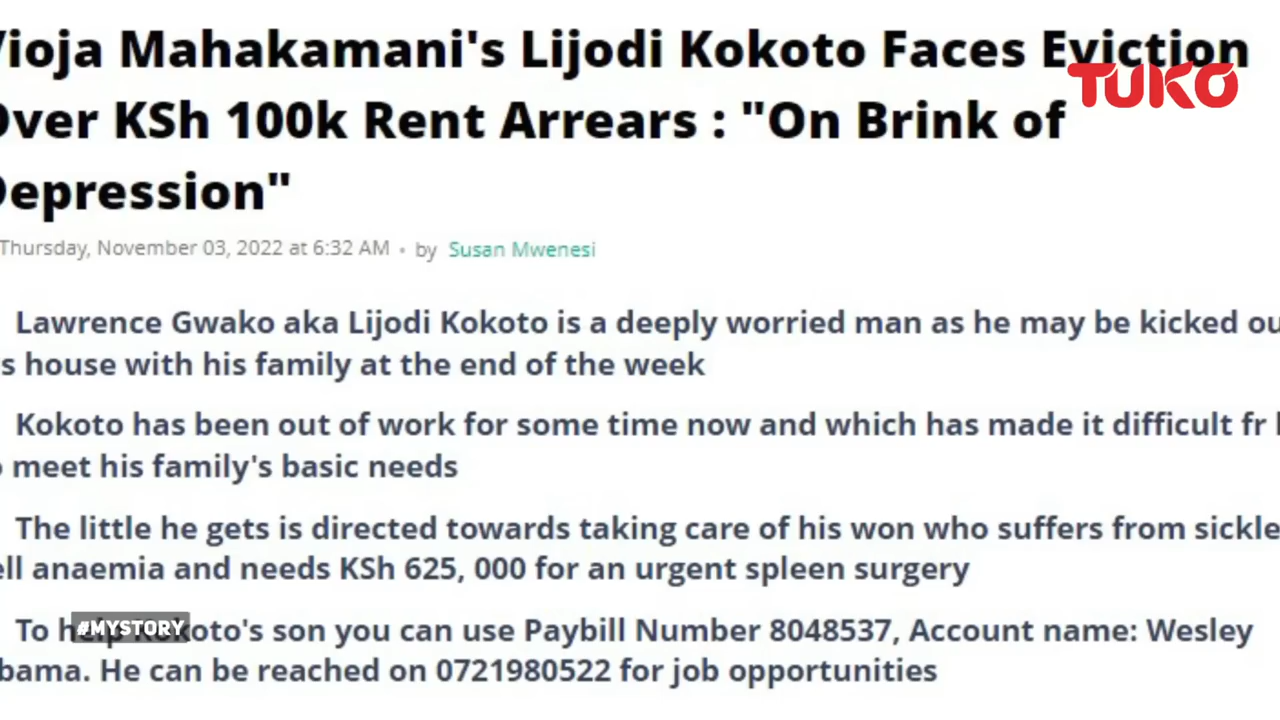 Vioja Mahakamani's Lijodi Kokoto Faces Eviction
TUKO
Over KSh 100k Rent Arrears : "On Brink of
Depression"
Thursday, November 03, 2022 at 6:32 AM • by Susan Mwenesi
Lawrence Gwako aka Lijodi Kokoto is a deeply worried man as he may be kicked ou
s house with his family at the end of the week
Kokoto has been out of work for some time now and which has made it difficult fr
meet his family's basic needs
The little he gets is directed towards taking care of his won who suffers from sickle
ell anaemia and needs KSh 625, 000 for an urgent spleen surgery
To help Kokoto's son you can use Paybill Number 8048537, Account name: Wesley
#MYSTORY
bama. He can be reached on 0721980522 for job opportunities